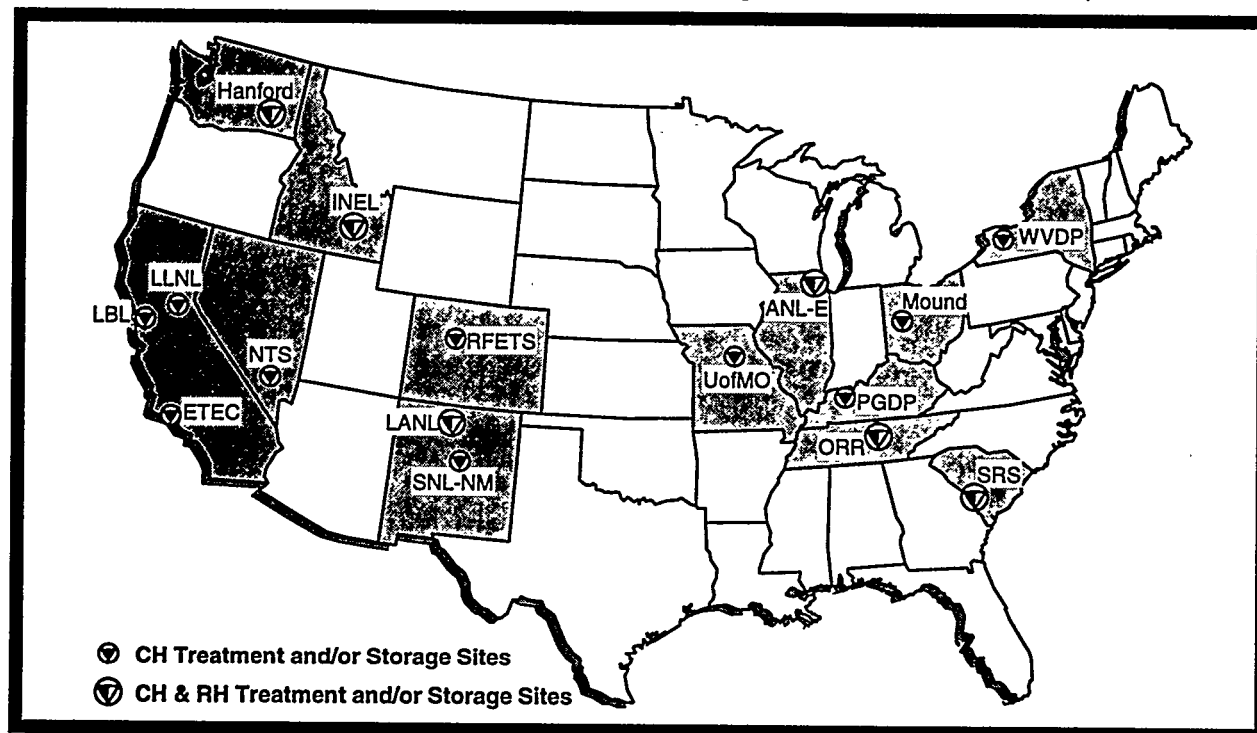 Hanford
INEL
WVDP
LLNL
LBL
ANL-E
Mound
RFETS
NTS
UofMO
PGDP
ETEC
LANL
ORR
SNL-NM
SRS
CH Treatment and/or Storage Sites
CH & RH Treatment and/or Storage Sites